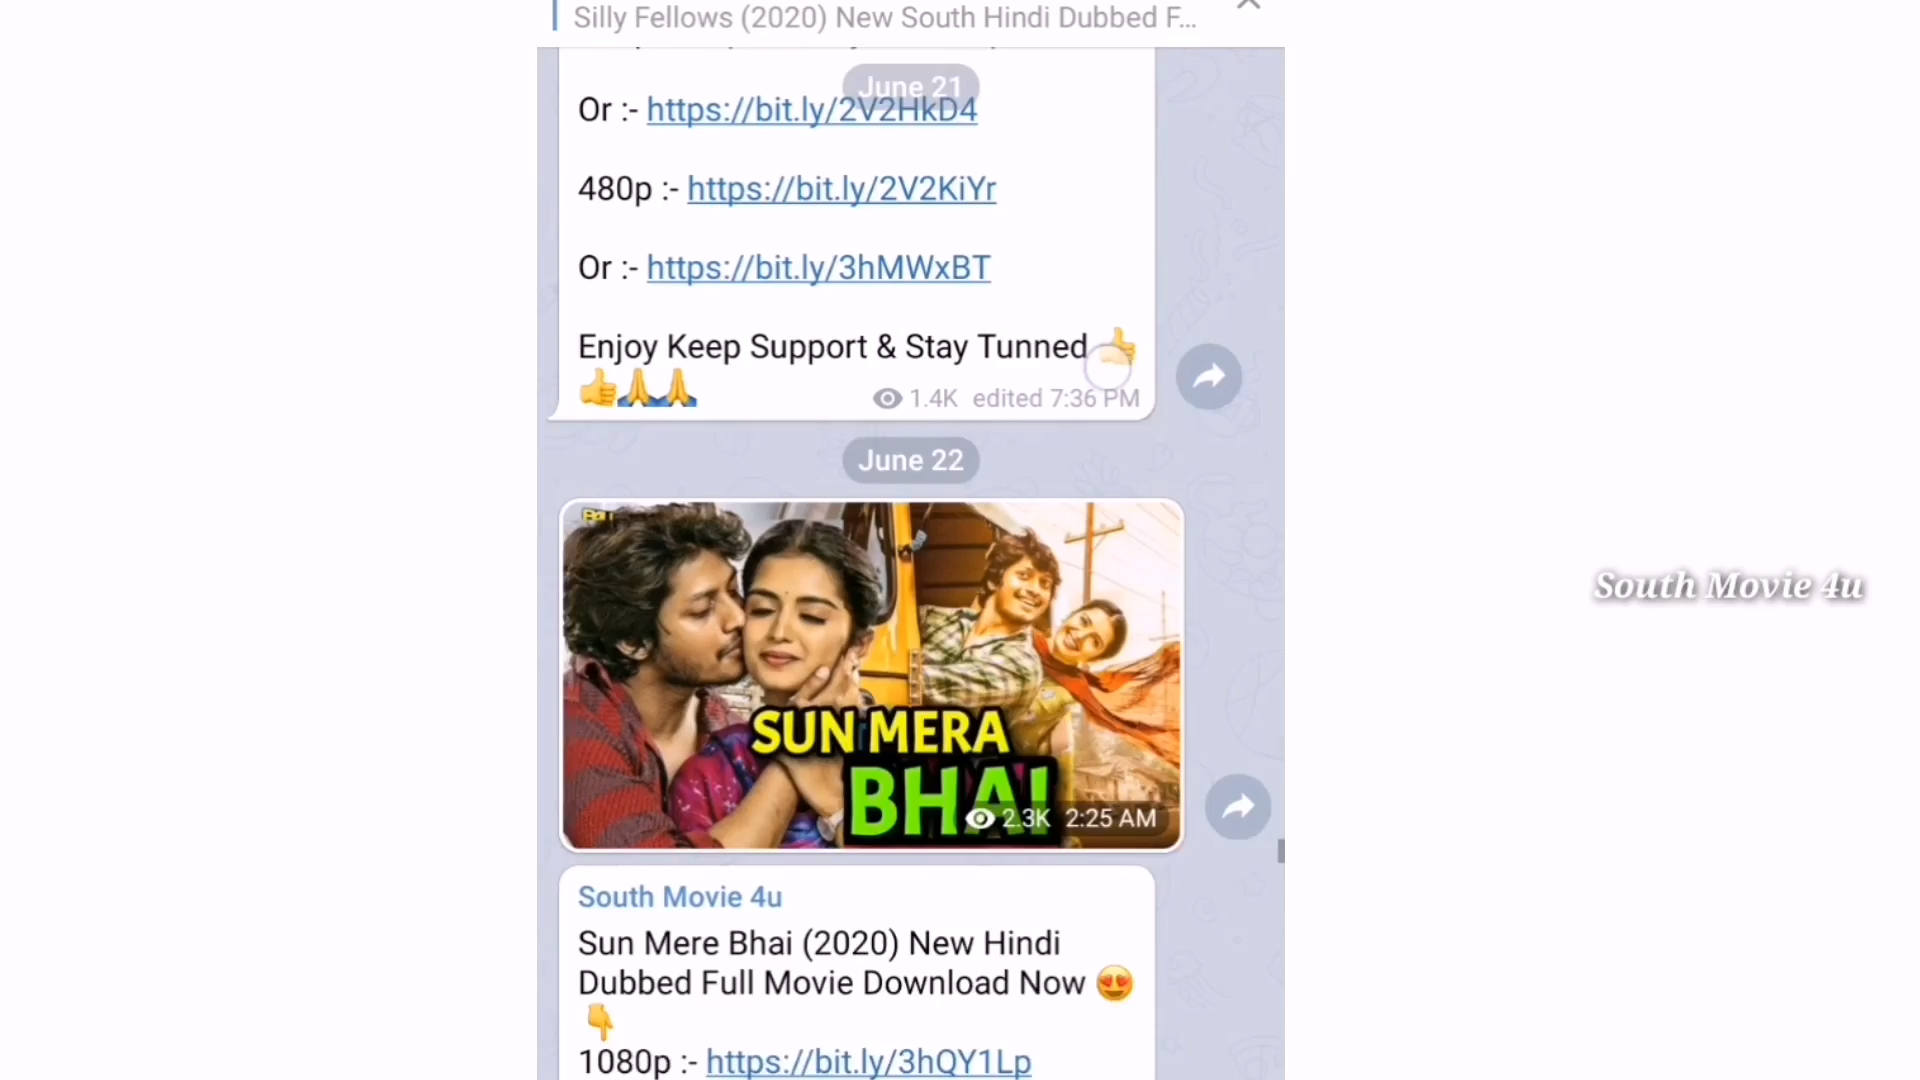 Silly Fellows (2020) New South Hindi Dubbed F...
June 21
Or :- https://bit.ly/2V2HkD4
480p :- https://bit.ly/2V2KiYr
Or :- https://bit.ly/3hMWxBT
Enjoy Keep Support & Stay Tunned 👍
👍🙏🙏
1.4K edited 7:36 PM
June 22
SUN MERA
BHAI
2.3K 2:25 AM
South Movie 4u
South Movie 4u
Sun Mere Bhai (2020) New Hindi
Dubbed Full Movie Download Now 😍
👇
1080p :- https://bit.ly/3hQY1Lp